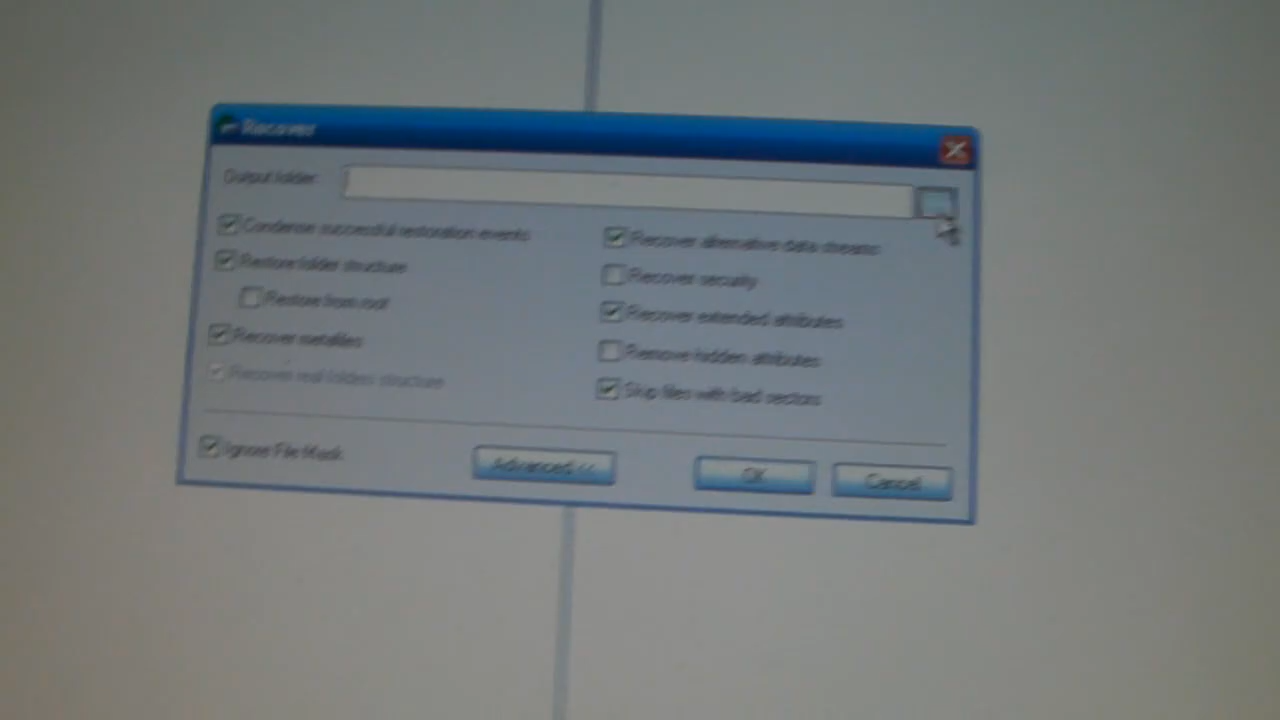 Recover
Output folder:
Condense successful restoration events
Restore folder structure
Restore from root
Recover metafiles
Recover real folders structure
Recover alternative data streams
Recover security
Recover extended attributes
Remove hidden attributes
Skip files with bad sectors
Ignore File Mask
Advanced <<
OK
Cancel